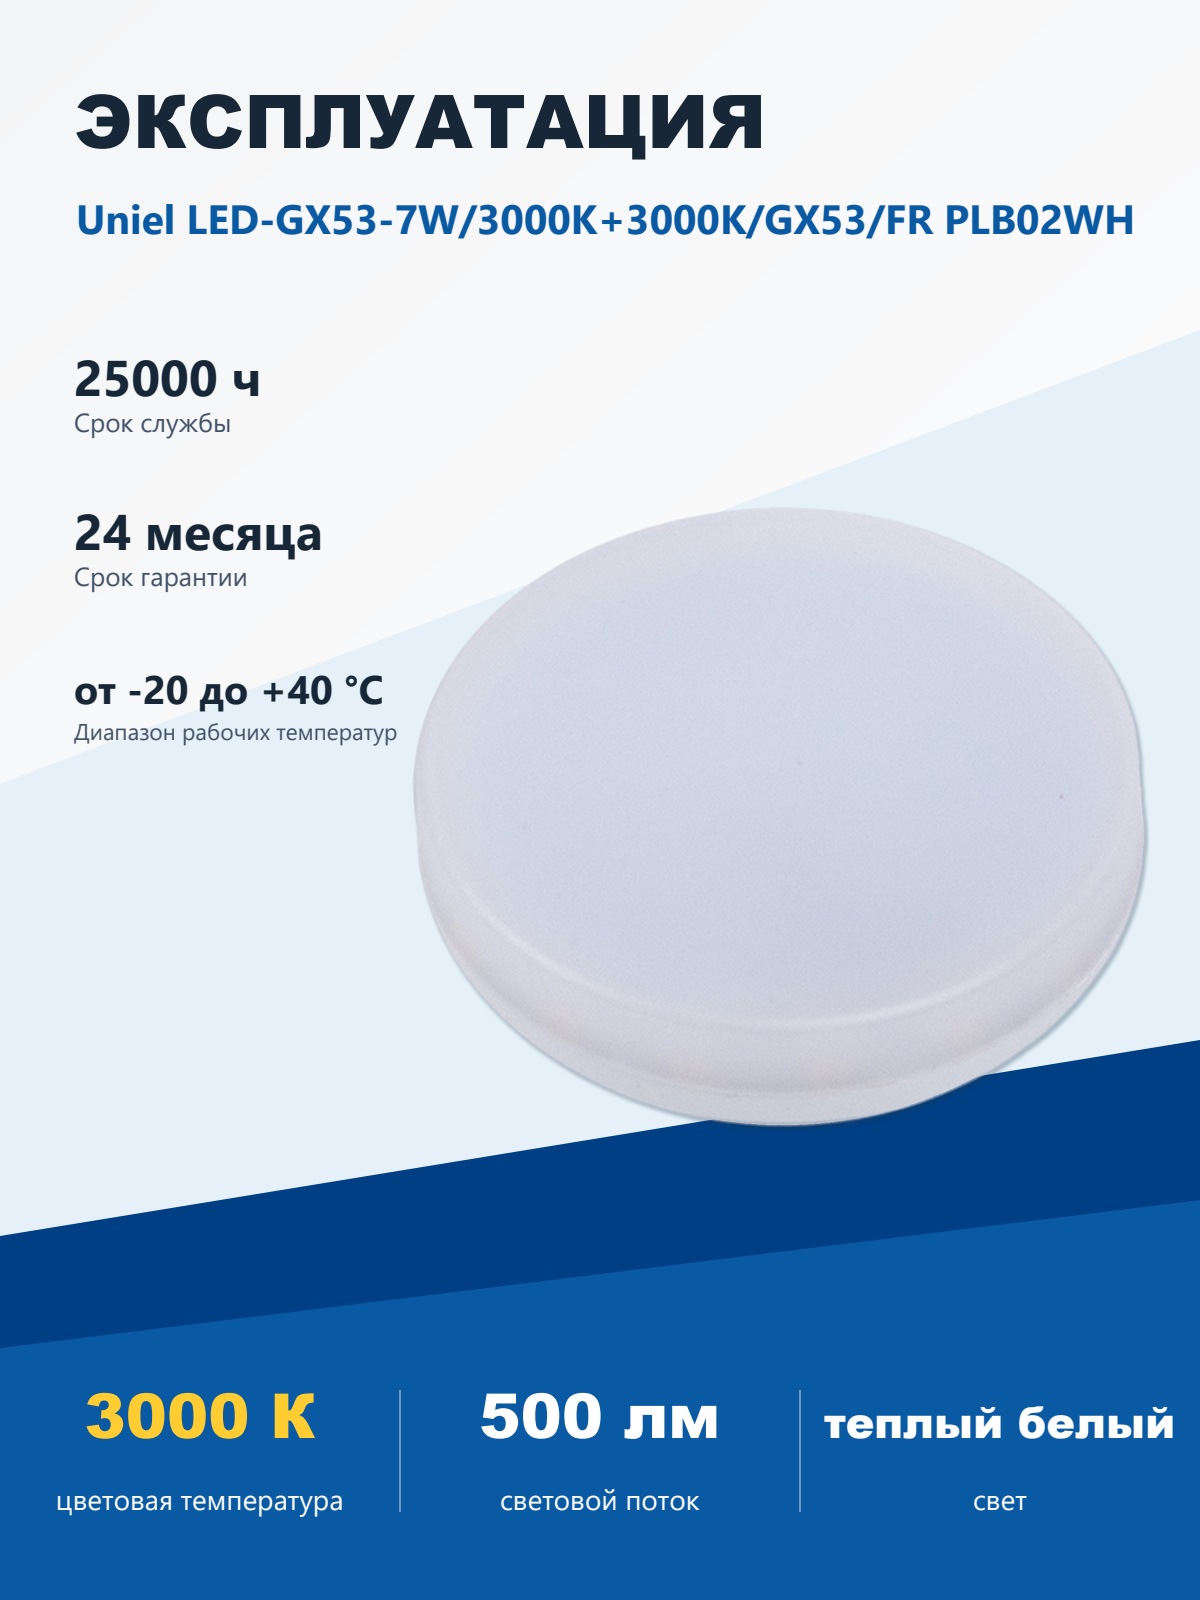 ЭКСПЛУАТАЦИЯ
Uniel LED-GX53-7W/3000K+3000K/GX53/FR PLB02WH
25000 ч
Срок службы
24 месяца
Срок гарантии
от -20 до +40 °C
Диапазон рабочих температур
3000 К
цветовая температура
500 лм
световой поток
теплый белый
свет